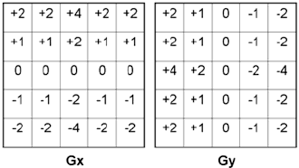 +2 +2 +4 +2 +2 +2 +1 0 -1 -2
+1 +1 +2 +1 +1 +2 +1 0 -1 -2
0 0 0 0 0 +4 +2 0 -2 -4
-1 -1 -2 -1 -1 +2 +1 0 -1 -2
-2 -2 -4 -2 -2 +2 +1 0 -1 -2
Gx Gy